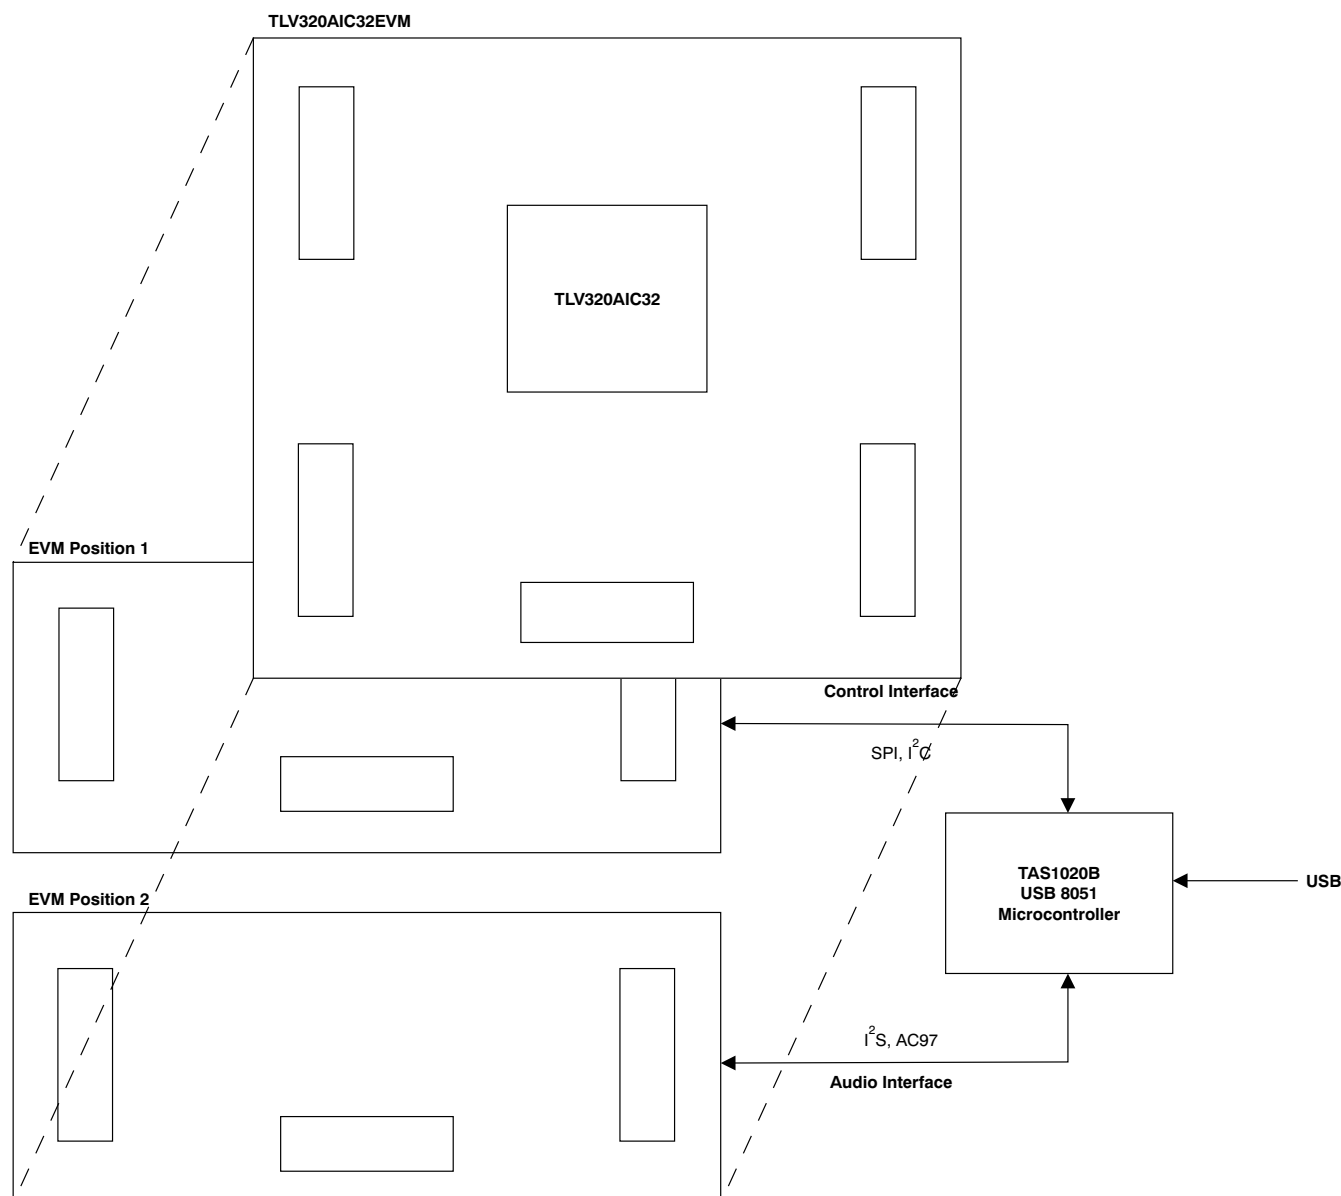 TLV320AIC32EVM
TLV320AIC32
EVM Position 1
Control Interface
SPI, I²C
TAS1020B
USB 8051
Microcontroller
USB
EVM Position 2
I²S, AC97
Audio Interface